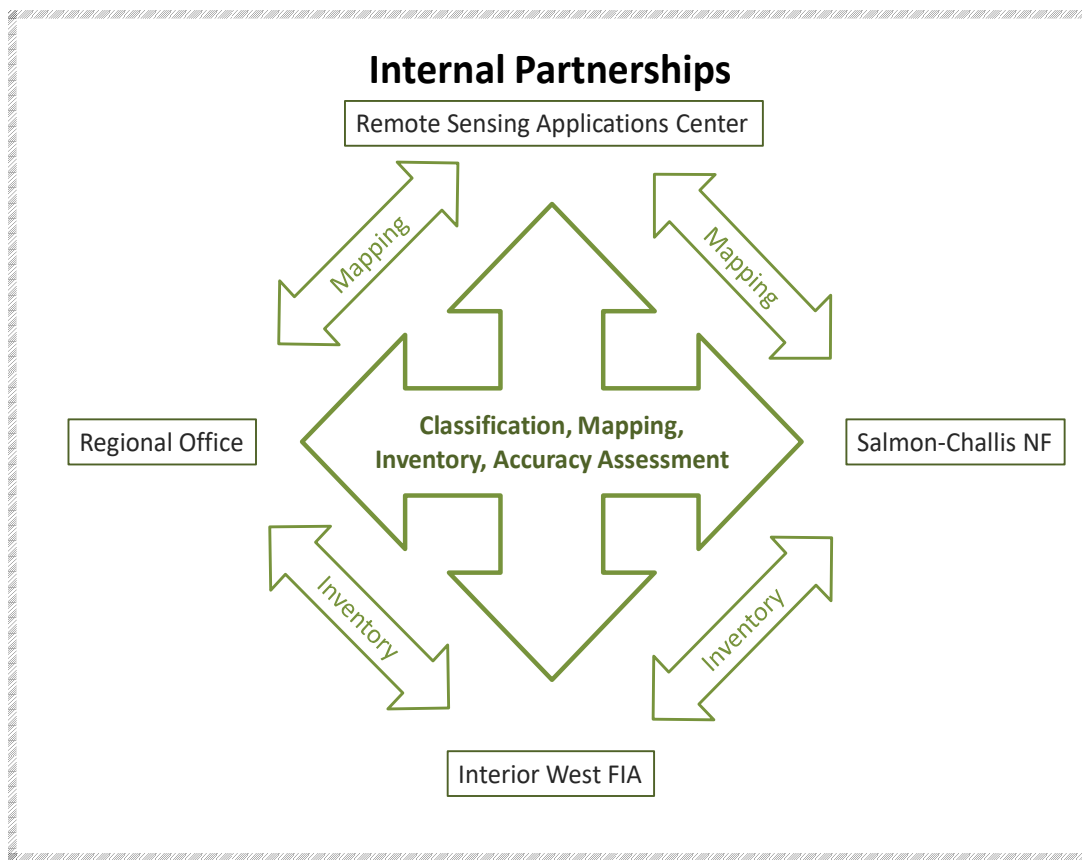 Internal Partnerships
Remote Sensing Applications Center
Mapping
Mapping
Regional Office
Classification, Mapping,
Inventory, Accuracy Assessment
Salmon-Challis NF
Inventory
Inventory
Interior West FIA